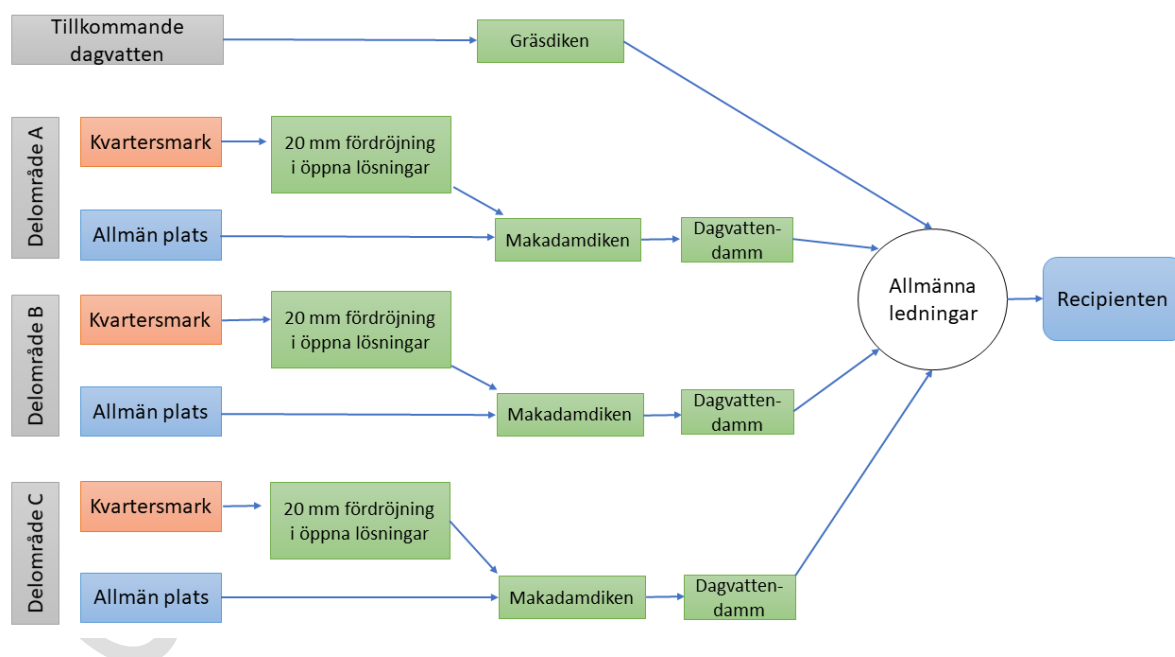 Tillkommande
dagvatten
Gräsdiken
Delområde A
Kvartersmark
20 mm fördröjning
i öppna lösningar
Allmän plats
Makadamdiken
Dagvatten-
damm
Delområde B
Kvartersmark
20 mm fördröjning
i öppna lösningar
Allmän plats
Makadamdiken
Dagvatten-
damm
Delområde C
Kvartersmark
20 mm fördröjning
i öppna lösningar
Allmän plats
Makadamdiken
Dagvatten-
damm
Allmänna
ledningar
Recipienten